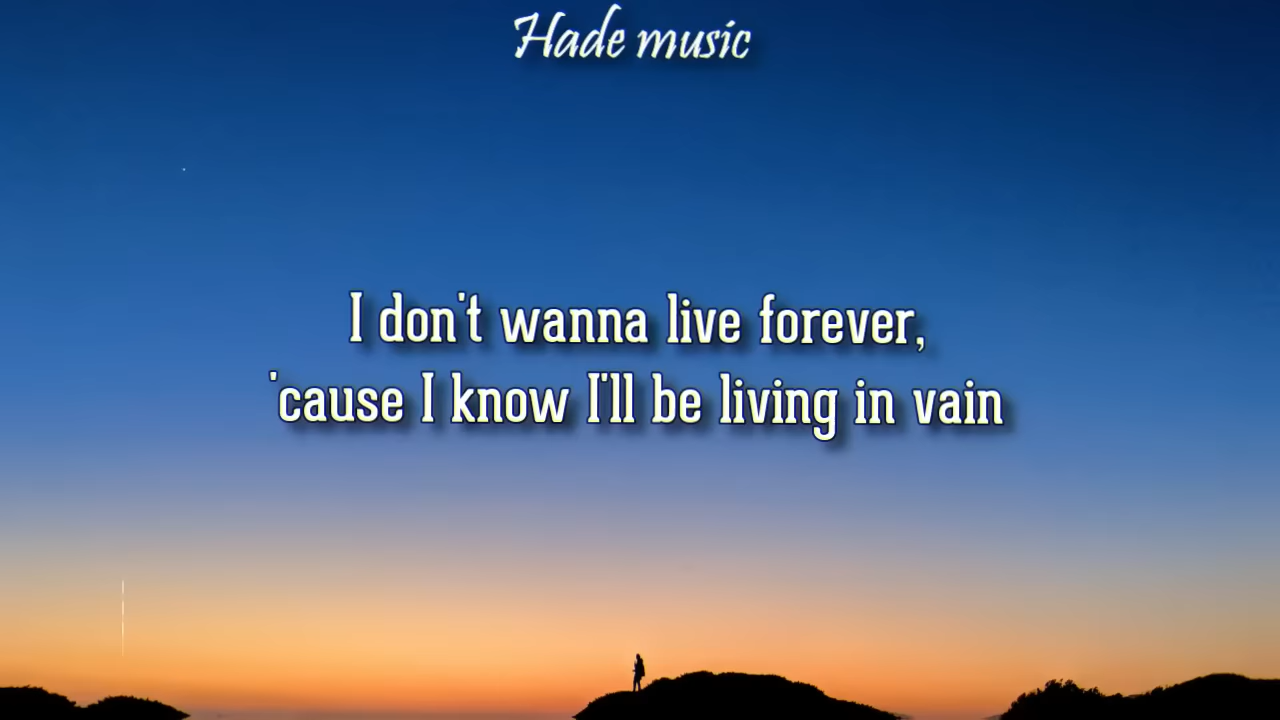 Hade music
I don't wanna live forever,
'cause I know I'll be living in vain